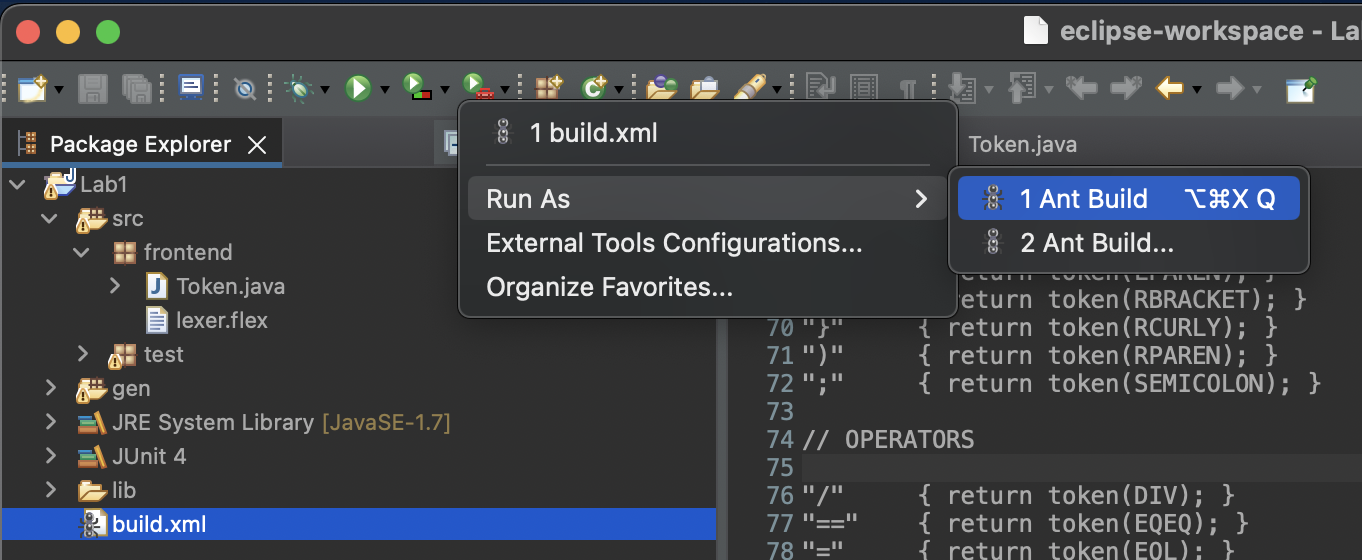 eclipse-workspace - La
Package Explorer
Lab1
src
frontend
Token.java
lexer.flex
test
gen
JRE System Library [JavaSE-1.7]
JUnit 4
lib
build.xml
1 build.xml
Run As
External Tools Configurations...
Organize Favorites...
1 Ant Build ⌥⌘X Q
2 Ant Build...
Token.java
return token(LPAREN); }
return token(RBRACKET); }
70 "}" { return token(RCURLY); }
71 ")" { return token(RPAREN); }
72 ";" { return token(SEMICOLON); }
73
74 // OPERATORS
75
76 "/" { return token(DIV); }
77 "==" { return token(EQEQ); }
78 "=" { return token(EQL); }